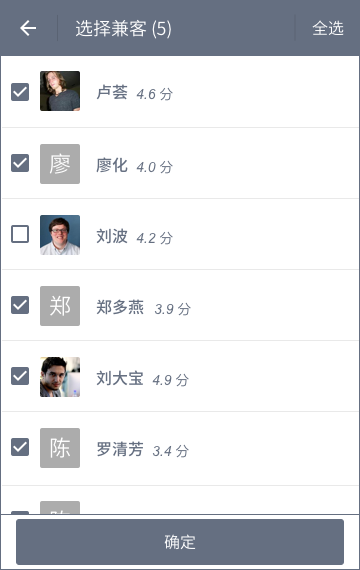 选择兼客 (5) 全选
卢荟 4.6 分
廖 廖化 4.0 分
刘波 4.2 分
郑 郑多燕 3.9 分
刘大宝 4.9 分
陈 罗清芳 3.4 分
确定